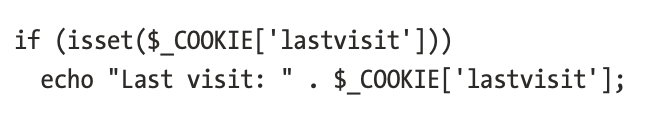 if (isset($_COOKIE['lastvisit']))
  echo "Last visit: " . $_COOKIE['lastvisit'];